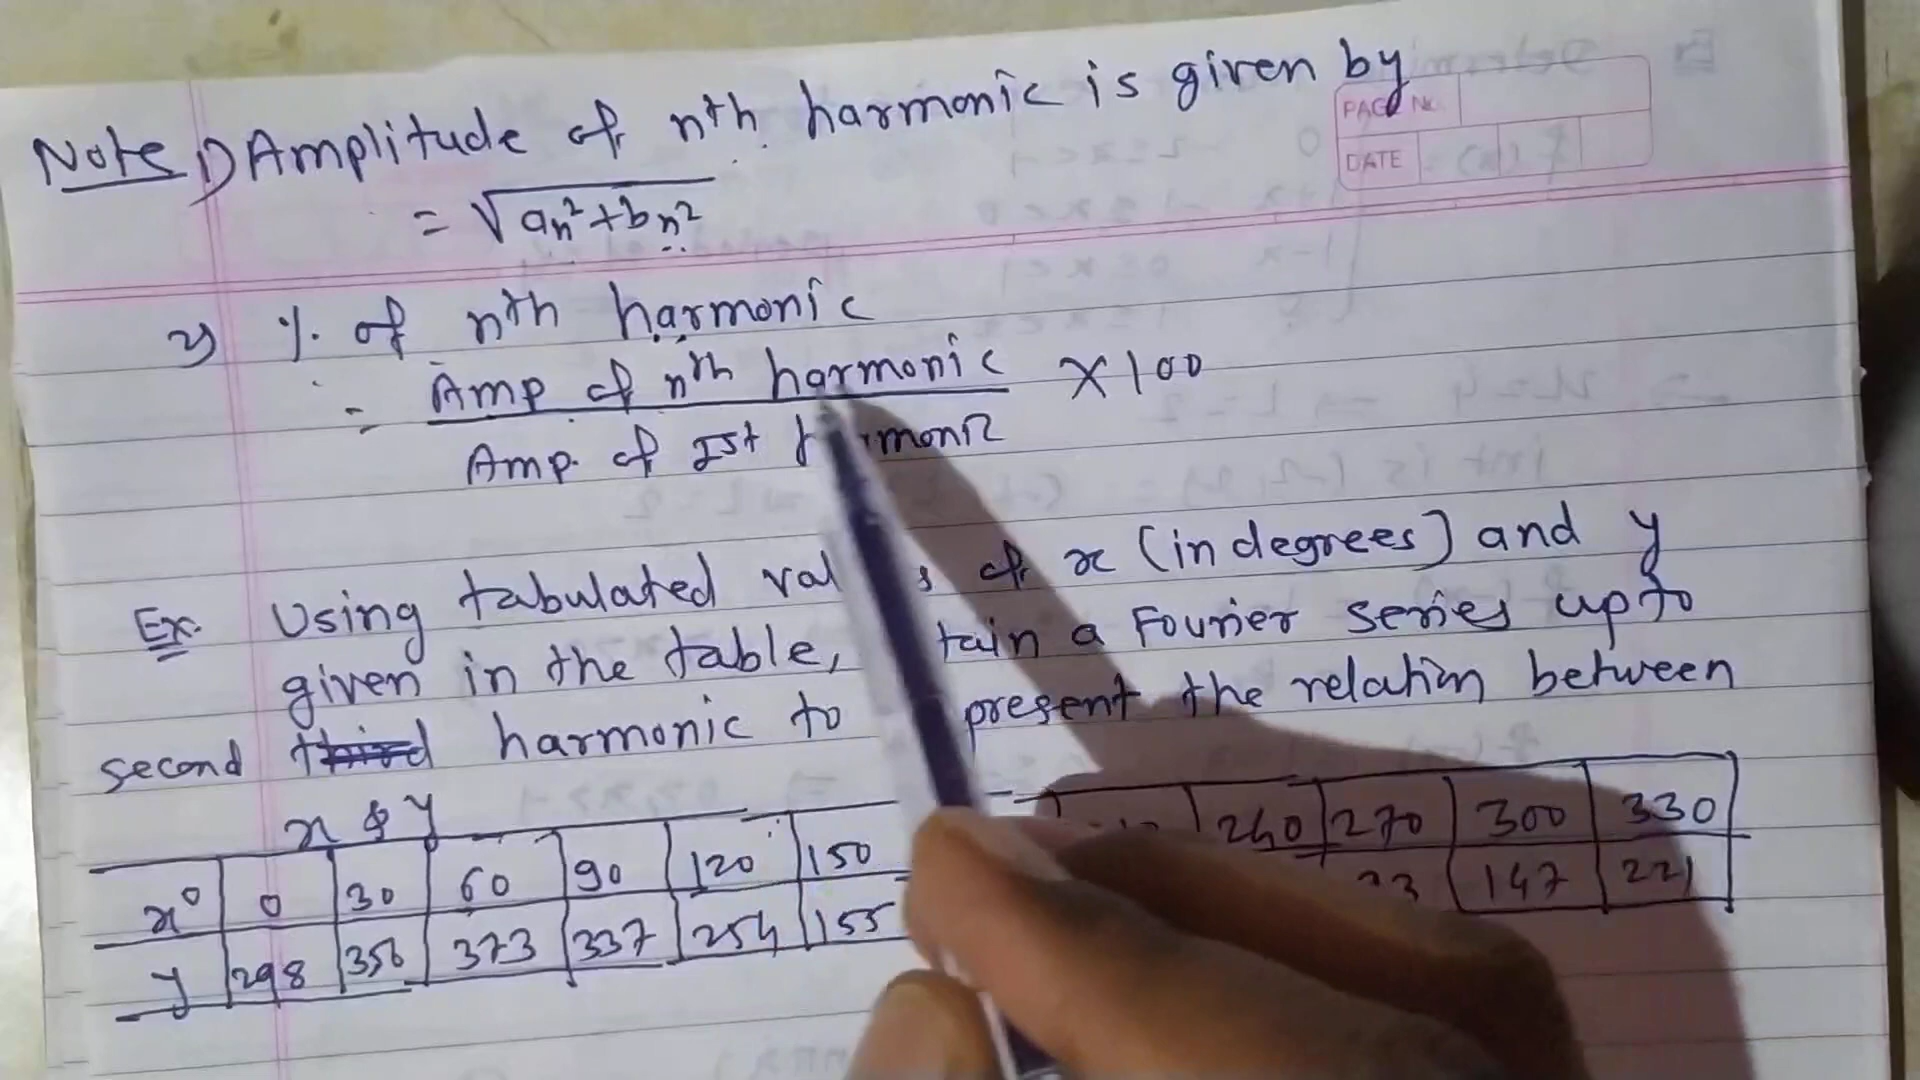 Note 1) Amplitude of nth harmonic is given by
PAGE No.
DATE
= √an²+bn²
2) % of nth harmonic
= Amp of nth harmonic × 100
Amp. of Ist harmonic
Ex. Using tabulated of x (in degrees) and y
given in the table, a Fourier series upto
second third harmonic to the relation between
x & y
x° 0 30 60 90 120 150 240 270 300 330
y 298 356 373 337 254 155 147 221